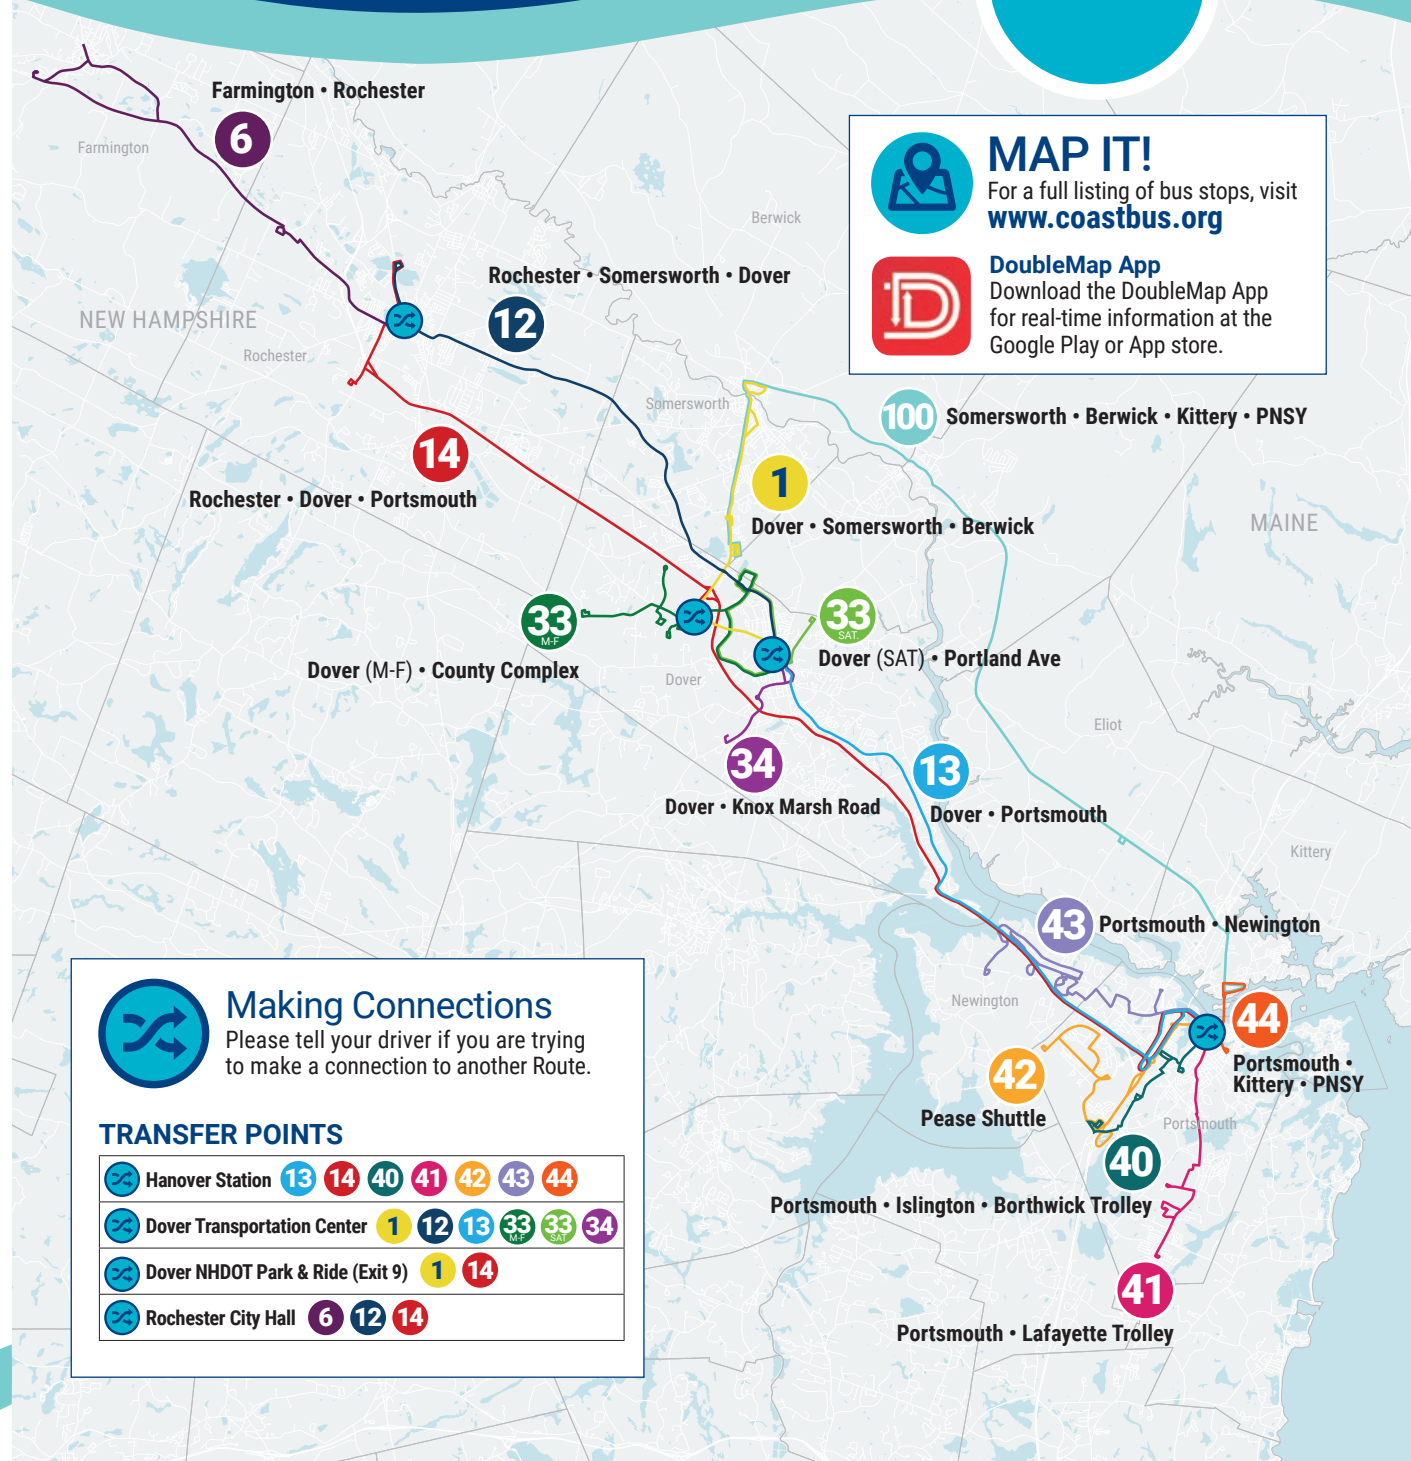 Farmington • Rochester
6
Farmington
MAP IT!
For a full listing of bus stops, visit
www.coastbus.org
Berwick
DoubleMap App
Download the DoubleMap App
for real-time information at the
Google Play or App store.
D
Rochester • Somersworth • Dover
12
NEW HAMPSHIRE
Rochester
Somersworth
100
Somersworth • Berwick • Kittery • PNSY
14
Rochester • Dover • Portsmouth
1
Dover • Somersworth • Berwick
MAINE
33
M-F
Dover (M-F) • County Complex
33
SAT.
Dover (SAT) • Portland Ave
Dover
Eliot
34
Dover • Knox Marsh Road
13
Dover • Portsmouth
Kittery
43
Portsmouth • Newington
Newington
44
Portsmouth •
Kittery • PNSY
42
Pease Shuttle
Portsmouth
40
Portsmouth • Islington • Borthwick Trolley
41
Portsmouth • Lafayette Trolley
Making Connections
Please tell your driver if you are trying
to make a connection to another Route.
TRANSFER POINTS
Hanover Station 13 14 40 41 42 43 44
Dover Transportation Center 1 12 13 33 M-F 33 SAT 34
Dover NHDOT Park & Ride (Exit 9) 1 14
Rochester City Hall 6 12 14